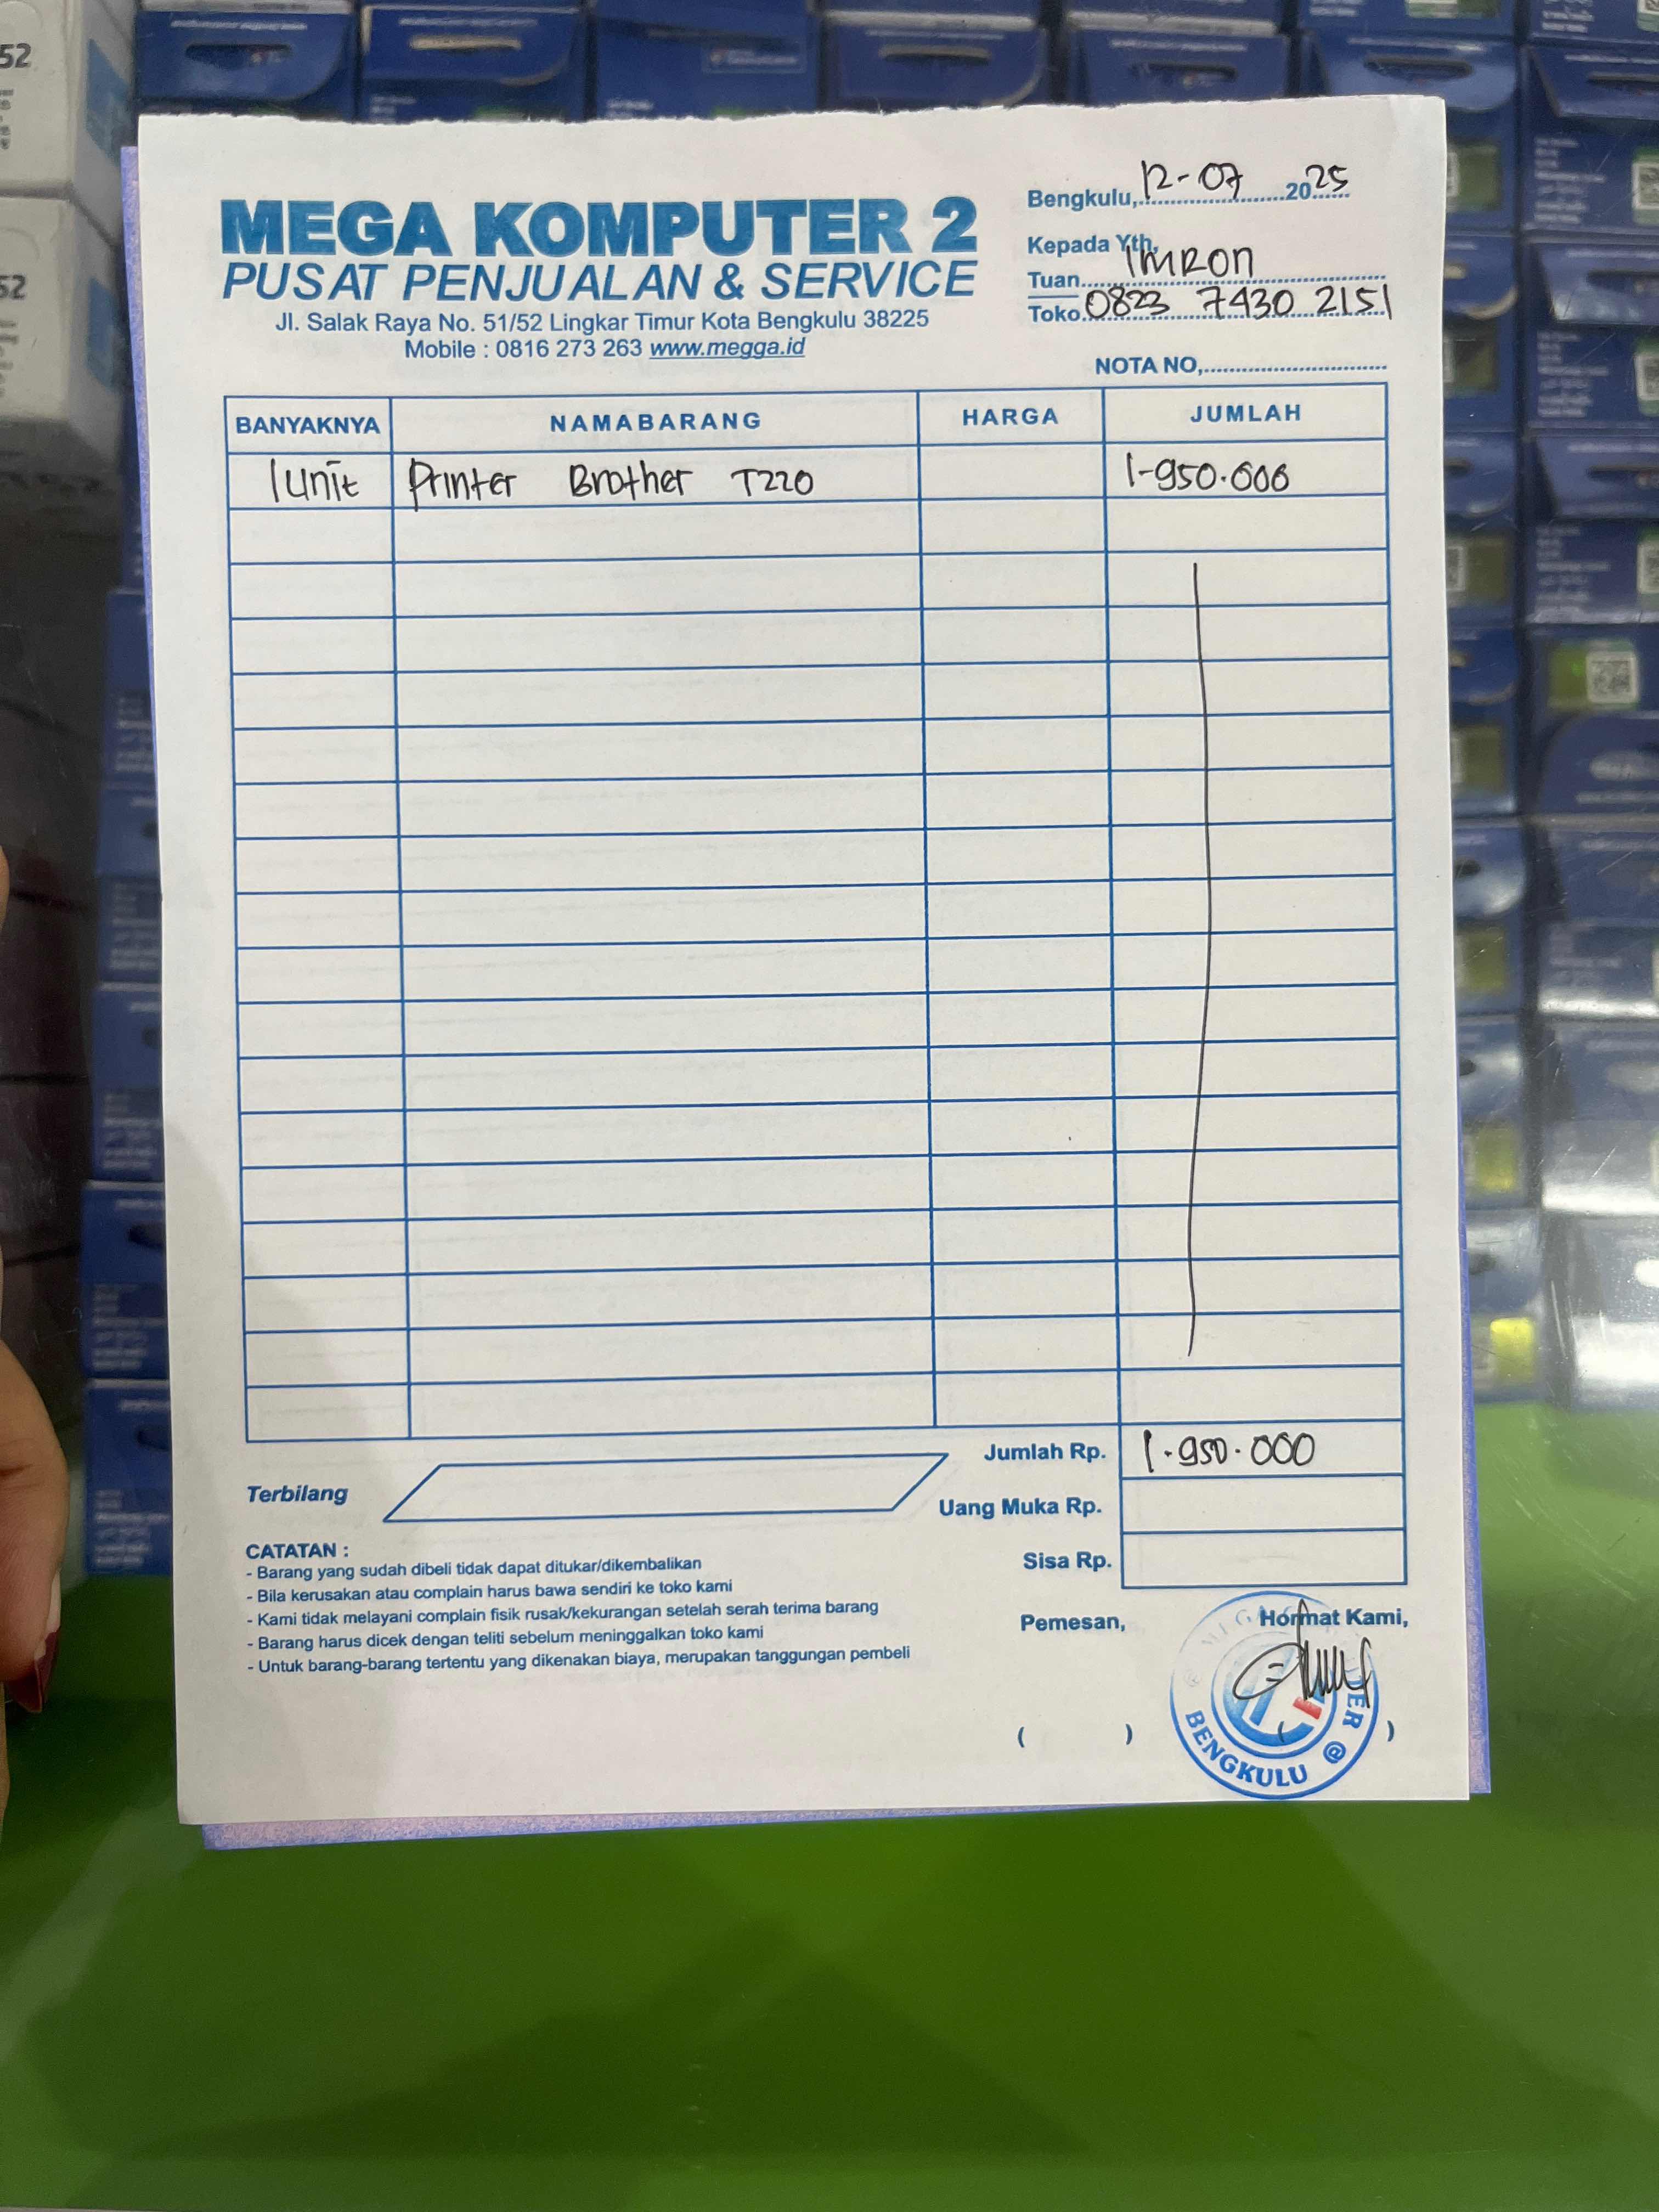 52
52
MEGA KOMPUTER 2
PUSAT PENJUALAN & SERVICE
Jl. Salak Raya No. 51/52 Lingkar Timur Kota Bengkulu 38225
Mobile : 0816 273 263 www.megga.id
Bengkulu, 12-07 2025
Kepada Yth,
Tuan IMRON
Toko 0823 7430 2151
NOTA NO,
BANYAKNYA NAMABARANG HARGA JUMLAH
1 unit Printer Brother T220 1-950.000
Jumlah Rp. 1.950.000
Terbilang
Uang Muka Rp.
Sisa Rp.
CATATAN :
- Barang yang sudah dibeli tidak dapat ditukar/dikembalikan
- Bila kerusakan atau complain harus bawa sendiri ke toko kami
- Kami tidak melayani complain fisik rusak/kekurangan setelah serah terima barang
- Barang harus dicek dengan teliti sebelum meninggalkan toko kami
- Untuk barang-barang tertentu yang dikenakan biaya, merupakan tanggungan pembeli
Pemesan, Hormat Kami,
( ) ( )
BENGKULU